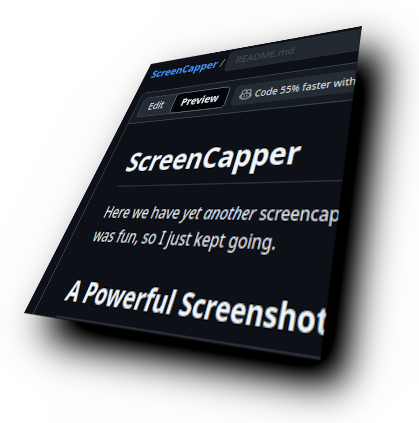 ScreenCapper / README.md
Edit Preview Code 55% faster with
ScreenCapper
Here we have yet another screencap
was fun, so I just kept going.
A Powerful Screenshot